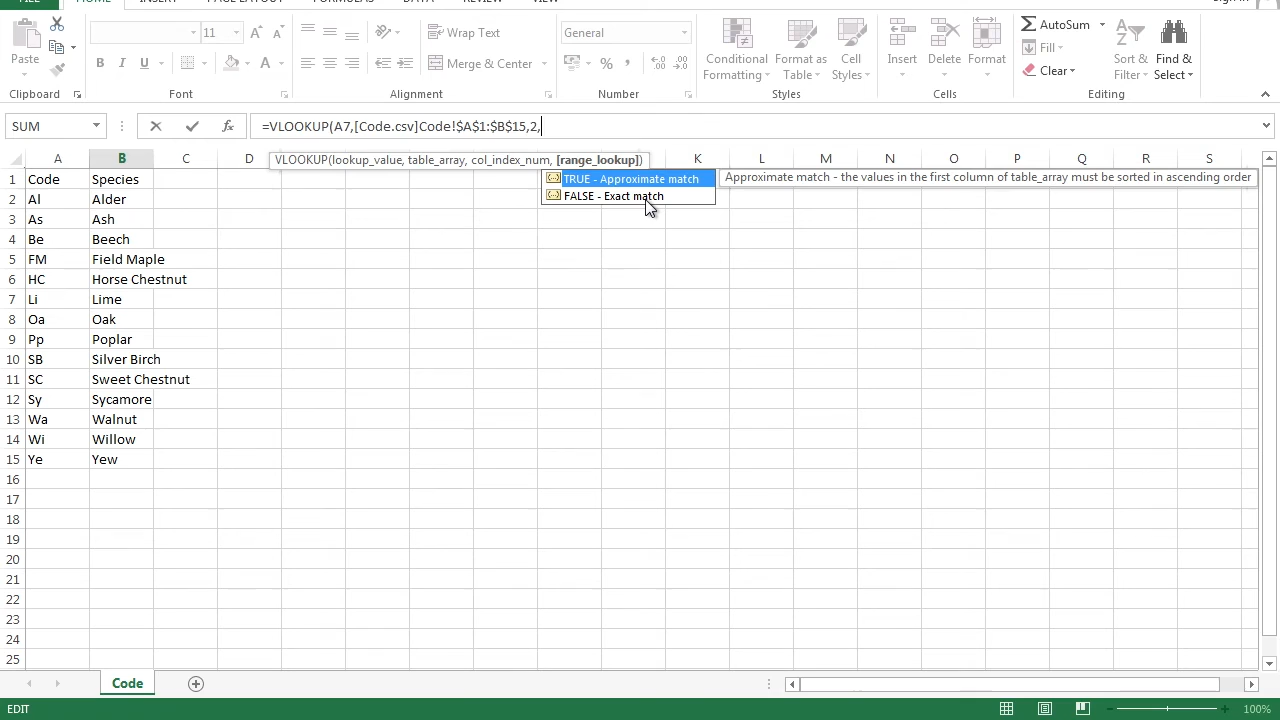 FILE HOME INSERT PAGE LAYOUT FORMULAS DATA REVIEW VIEW Sign in
11 A A Wrap Text General AutoSum
Fill
Paste B I U A Merge & Center % , Conditional Formatting Format as Table Cell Styles Insert Delete Format Clear Sort & Filter Find & Select
Clipboard Font Alignment Number Styles Cells Editing
SUM fx =VLOOKUP(A7,[Code.csv]Code!$A$1:$B$15,2,
A B C D K L M N O P Q R S
VLOOKUP(lookup_value, table_array, col_index_num, [range_lookup])
TRUE - Approximate match Approximate match - the values in the first column of table_array must be sorted in ascending order
FALSE - Exact match
1 Code Species
2 Al Alder
3 As Ash
4 Be Beech
5 FM Field Maple
6 HC Horse Chestnut
7 Li Lime
8 Oa Oak
9 Pp Poplar
10 SB Silver Birch
11 SC Sweet Chestnut
12 Sy Sycamore
13 Wa Walnut
14 Wi Willow
15 Ye Yew
16
17
18
19
20
21
22
23
24
25
Code
EDIT 100%